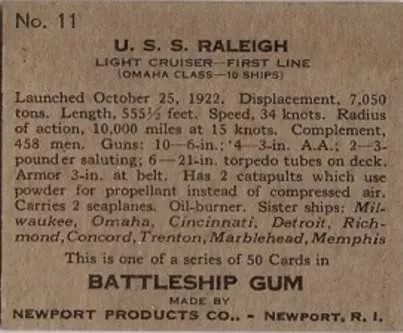 No. 11
U. S. S. RALEIGH
LIGHT CRUISER—FIRST LINE
(OMAHA CLASS—10 SHIPS)
Launched October 25, 1922. Displacement, 7,050
tons. Length, 555½ feet. Speed, 34 knots. Radius
of action, 10,000 miles at 15 knots. Complement,
458 men. Guns: 10—6-in.; 4—3-in. A.A.; 2—3-
pounder saluting; 6—21-in. torpedo tubes on deck.
Armor 3-in. at belt. Has 2 catapults which use
powder for propellant instead of compressed air.
Carries 2 seaplanes. Oil-burner. Sister ships: Mil-
waukee, Omaha, Cincinnati, Detroit, Rich-
mond, Concord, Trenton, Marblehead, Memphis
This is one of a series of 50 Cards in
BATTLESHIP GUM
MADE BY
NEWPORT PRODUCTS CO., - NEWPORT, R. I.